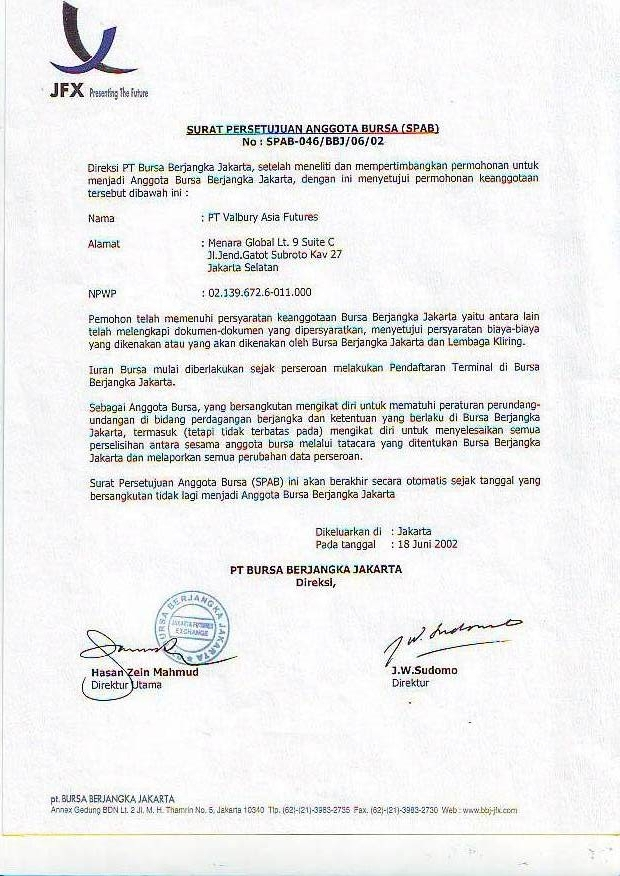 JFX Presenting The Future
SURAT PERSETUJUAN ANGGOTA BURSA (SPAB)
No : SPAB-046/BBJ/06/02
Direksi PT Bursa Berjangka Jakarta, setelah meneliti dan mempertimbangkan permohonan untuk
menjadi Anggota Bursa Berjangka Jakarta, dengan ini menyetujui permohonan keanggotaan
tersebut dibawah ini :
Nama : PT Valbury Asia Futures
Alamat : Menara Global Lt. 9 Suite C
Jl.Jend.Gatot Subroto Kav 27
Jakarta Selatan
NPWP : 02.139.672.6-011.000
Pemohon telah memenuhi persyaratan keanggotaan Bursa Berjangka Jakarta yaitu antara lain
telah melengkapi dokumen-dokumen yang dipersyaratkan, menyetujui persyaratan biaya-biaya
yang dikenakan atau yang akan dikenakan oleh Bursa Berjangka Jakarta dan Lembaga Kliring.
Iuran Bursa mulai diberlakukan sejak perseroan melakukan Pendaftaran Terminal di Bursa
Berjangka Jakarta.
Sebagai Anggota Bursa, yang bersangkutan mengikat diri untuk mematuhi peraturan perundang-
undangan di bidang perdagangan berjangka dan ketentuan yang berlaku di Bursa Berjangka
Jakarta, termasuk (tetapi tidak terbatas pada) mengikat diri untuk menyelesaikan semua
perselisihan antara sesama anggota bursa melalui tatacara yang ditentukan Bursa Berjangka
Jakarta dan melaporkan semua perubahan data perseroan.
Surat Persetujuan Anggota Bursa (SPAB) ini akan berakhir secara otomatis sejak tanggal yang
bersangkutan tidak lagi menjadi Anggota Bursa Berjangka Jakarta
Dikeluarkan di : Jakarta
Pada tanggal : 18 Juni 2002
PT BURSA BERJANGKA JAKARTA
Direksi,
BURSA BERJANGKA JAKARTA
JAKARTA FUTURES
EXCHANGE
J.W. Sudomo
Hasan Zein Mahmud J.W.Sudomo
Direktur Utama Direktur
pt. BURSA BERJANGKA JAKARTA
Annex Gedung BDN Lt. 2 Jl. M. H. Thamrin No. 5, Jakarta 10340 Tlp. (62)-(21)-3983-2735 Fax. (62)-(21)-3983-2730 Web : www.bbj-jfx.com